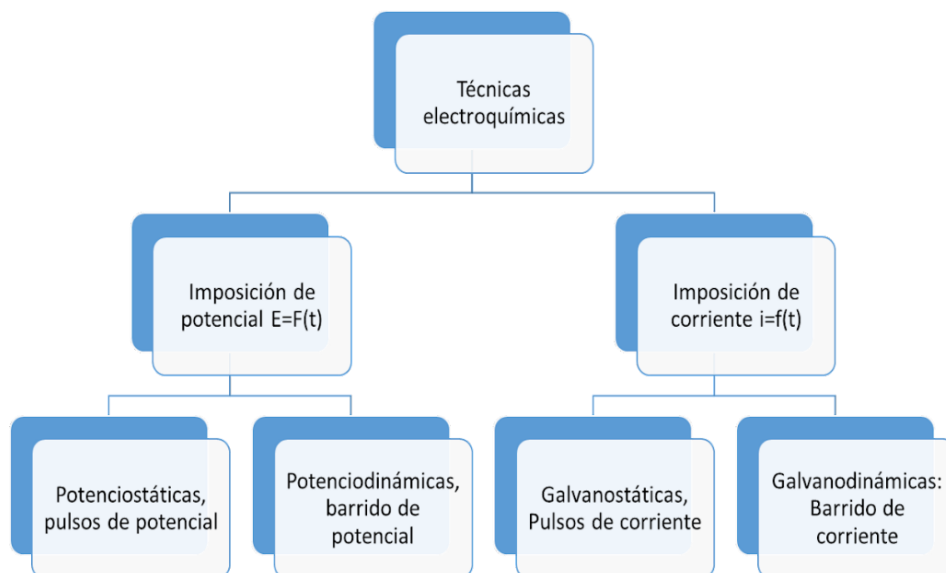 Técnicas
electroquímicas
Imposición de
potencial E=F(t)
Imposición de
corriente i=f(t)
Potenciostáticas,
pulsos de potencial
Potenciodinámicas,
barrido de
potencial
Galvanostáticas,
Pulsos de corriente
Galvanodinámicas:
Barrido de
corriente